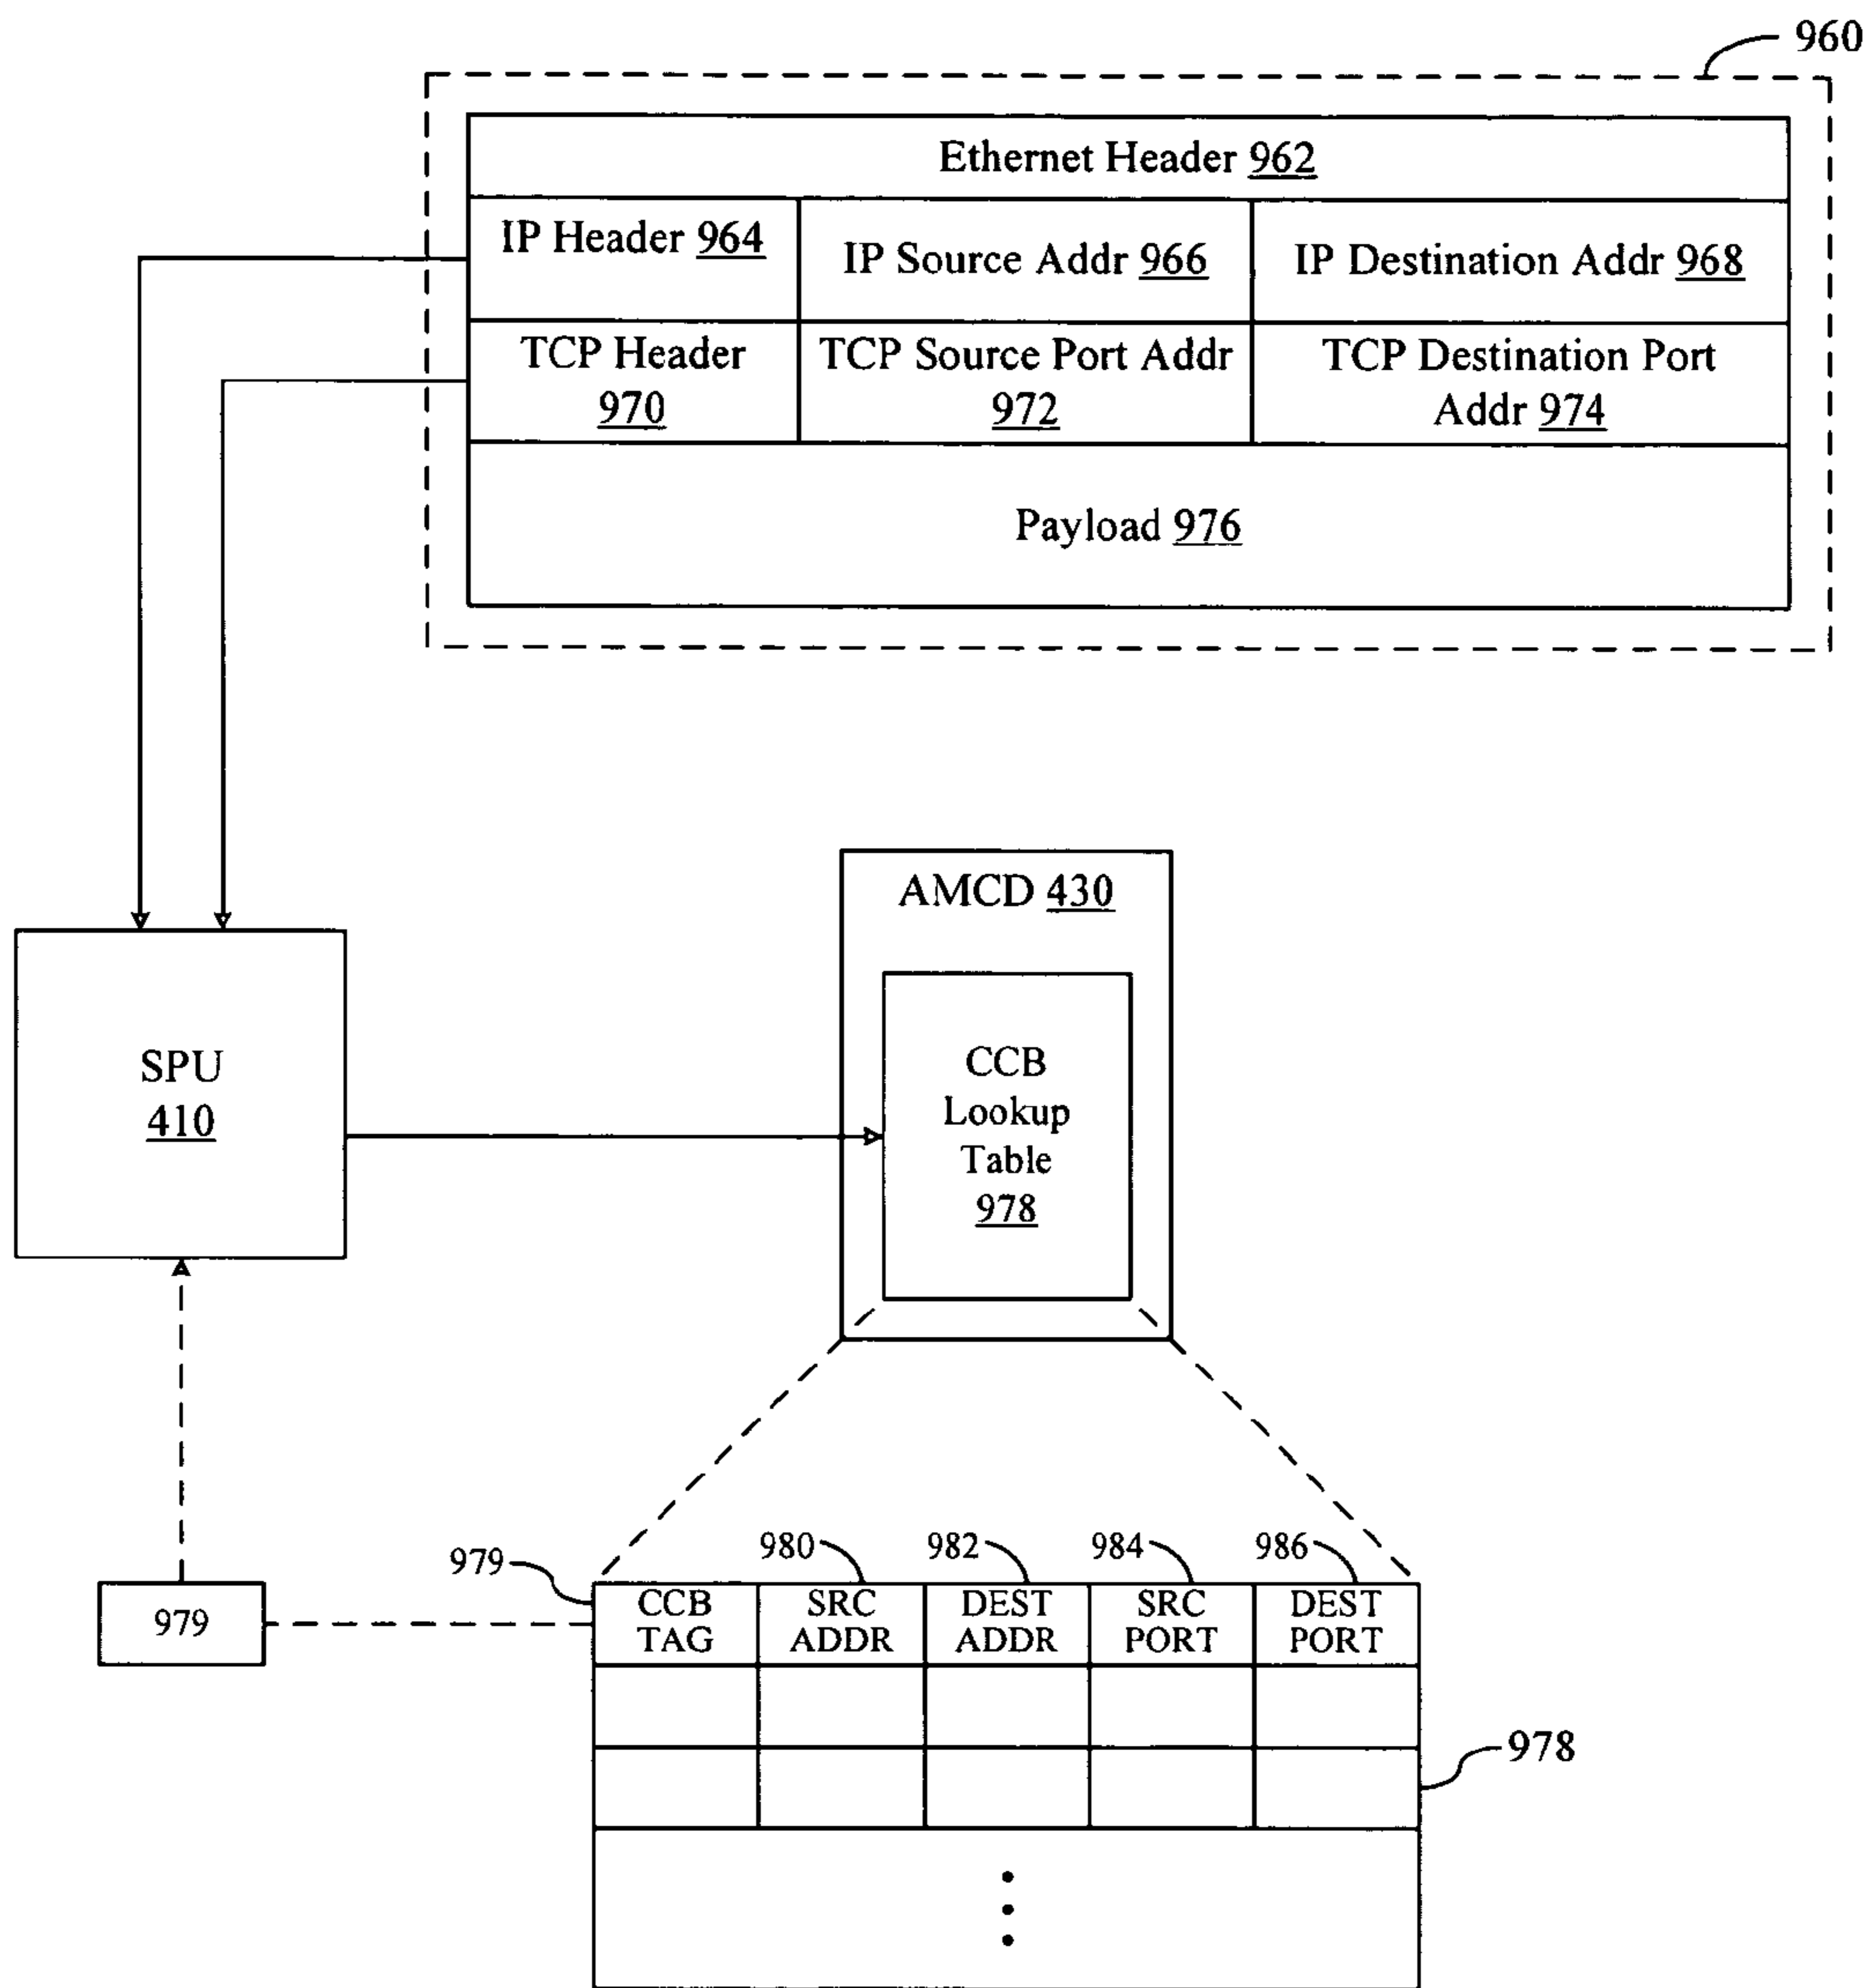 960
Ethernet Header 962
IP Header 964
IP Source Addr 966
IP Destination Addr 968
TCP Header
970
TCP Source Port Addr
972
TCP Destination Port
Addr 974
Payload 976
AMCD 430
SPU
410
CCB
Lookup
Table
978
979
980
982
984
986
CCB
TAG
SRC
ADDR
DEST
ADDR
SRC
PORT
DEST
PORT
979
978